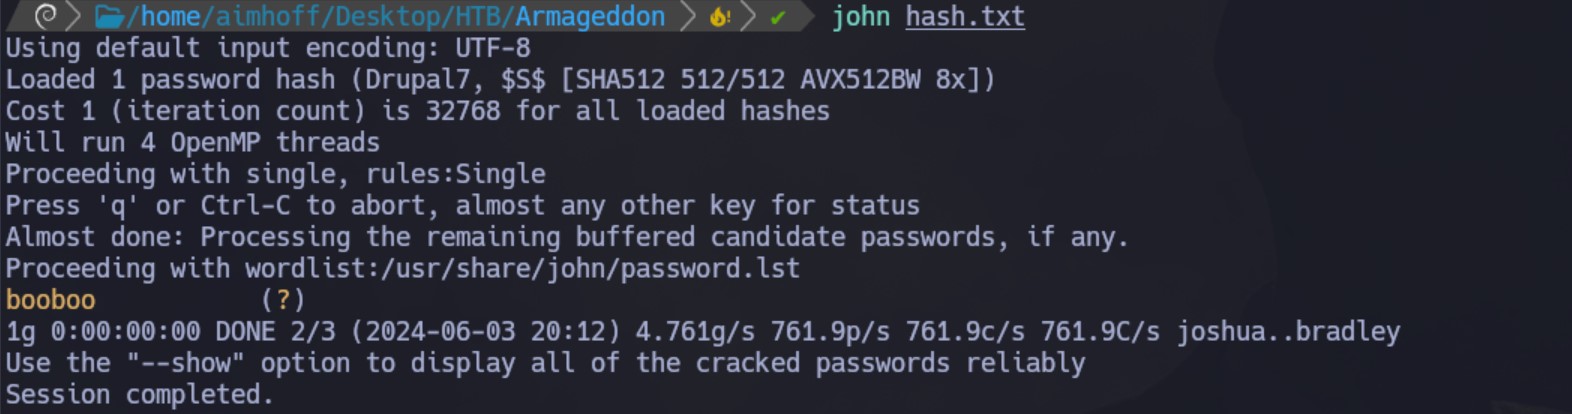 /home/aimhoff/Desktop/HTB/Armageddon ! ✔ john hash.txt
Using default input encoding: UTF-8
Loaded 1 password hash (Drupal7, $S$ [SHA512 512/512 AVX512BW 8x])
Cost 1 (iteration count) is 32768 for all loaded hashes
Will run 4 OpenMP threads
Proceeding with single, rules:Single
Press 'q' or Ctrl-C to abort, almost any other key for status
Almost done: Processing the remaining buffered candidate passwords, if any.
Proceeding with wordlist:/usr/share/john/password.lst
booboo           (?)
1g 0:00:00:00 DONE 2/3 (2024-06-03 20:12) 4.761g/s 761.9p/s 761.9c/s 761.9C/s joshua..bradley
Use the "--show" option to display all of the cracked passwords reliably
Session completed.